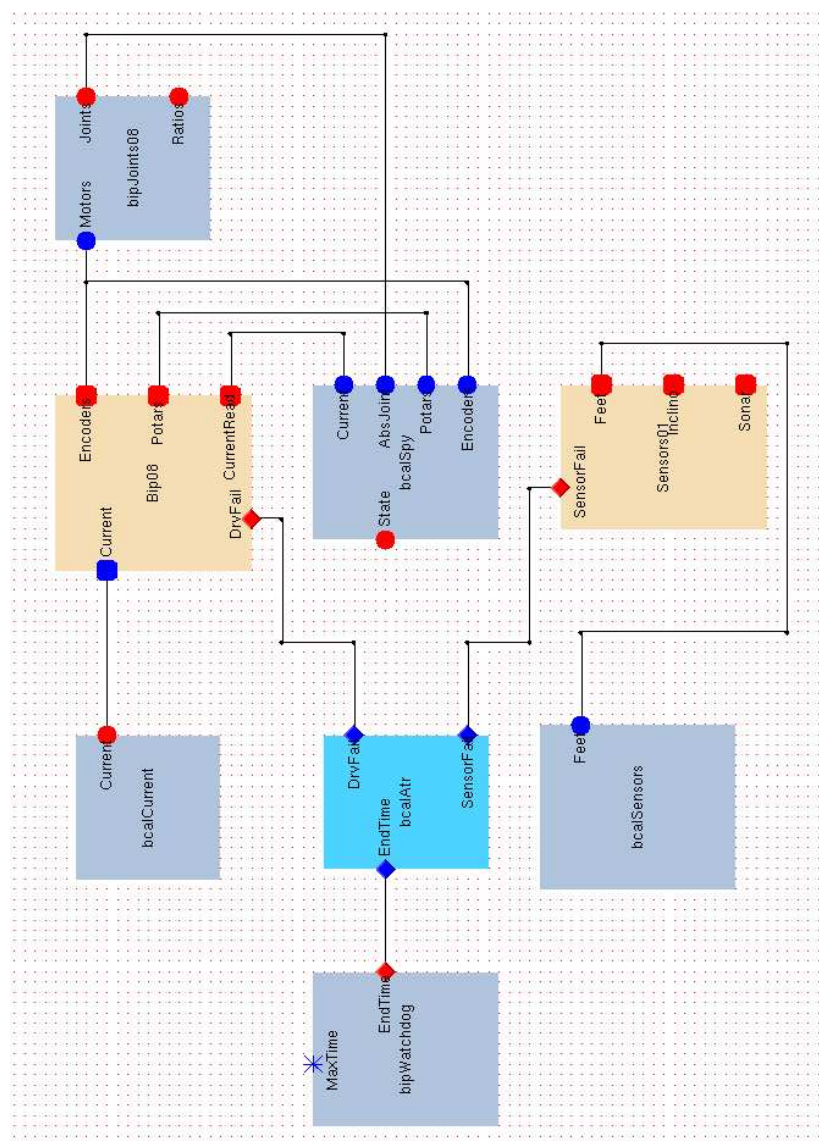 Joints
Ratios
bipJoints08
Motors
Encoders
Potars
CurrentRead
Bip08
DrvFail
Current
Current
AbsJoint
Potars
Encoders
bcalSpy
State
Feet
Inclino
Sonar
Sensors01
SensorFail
Current
bcalCurrent
DrvFail
SensorFail
bcalAtr
EndTime
Feet
bcalSensors
EndTime
bipWatchdog
MaxTime